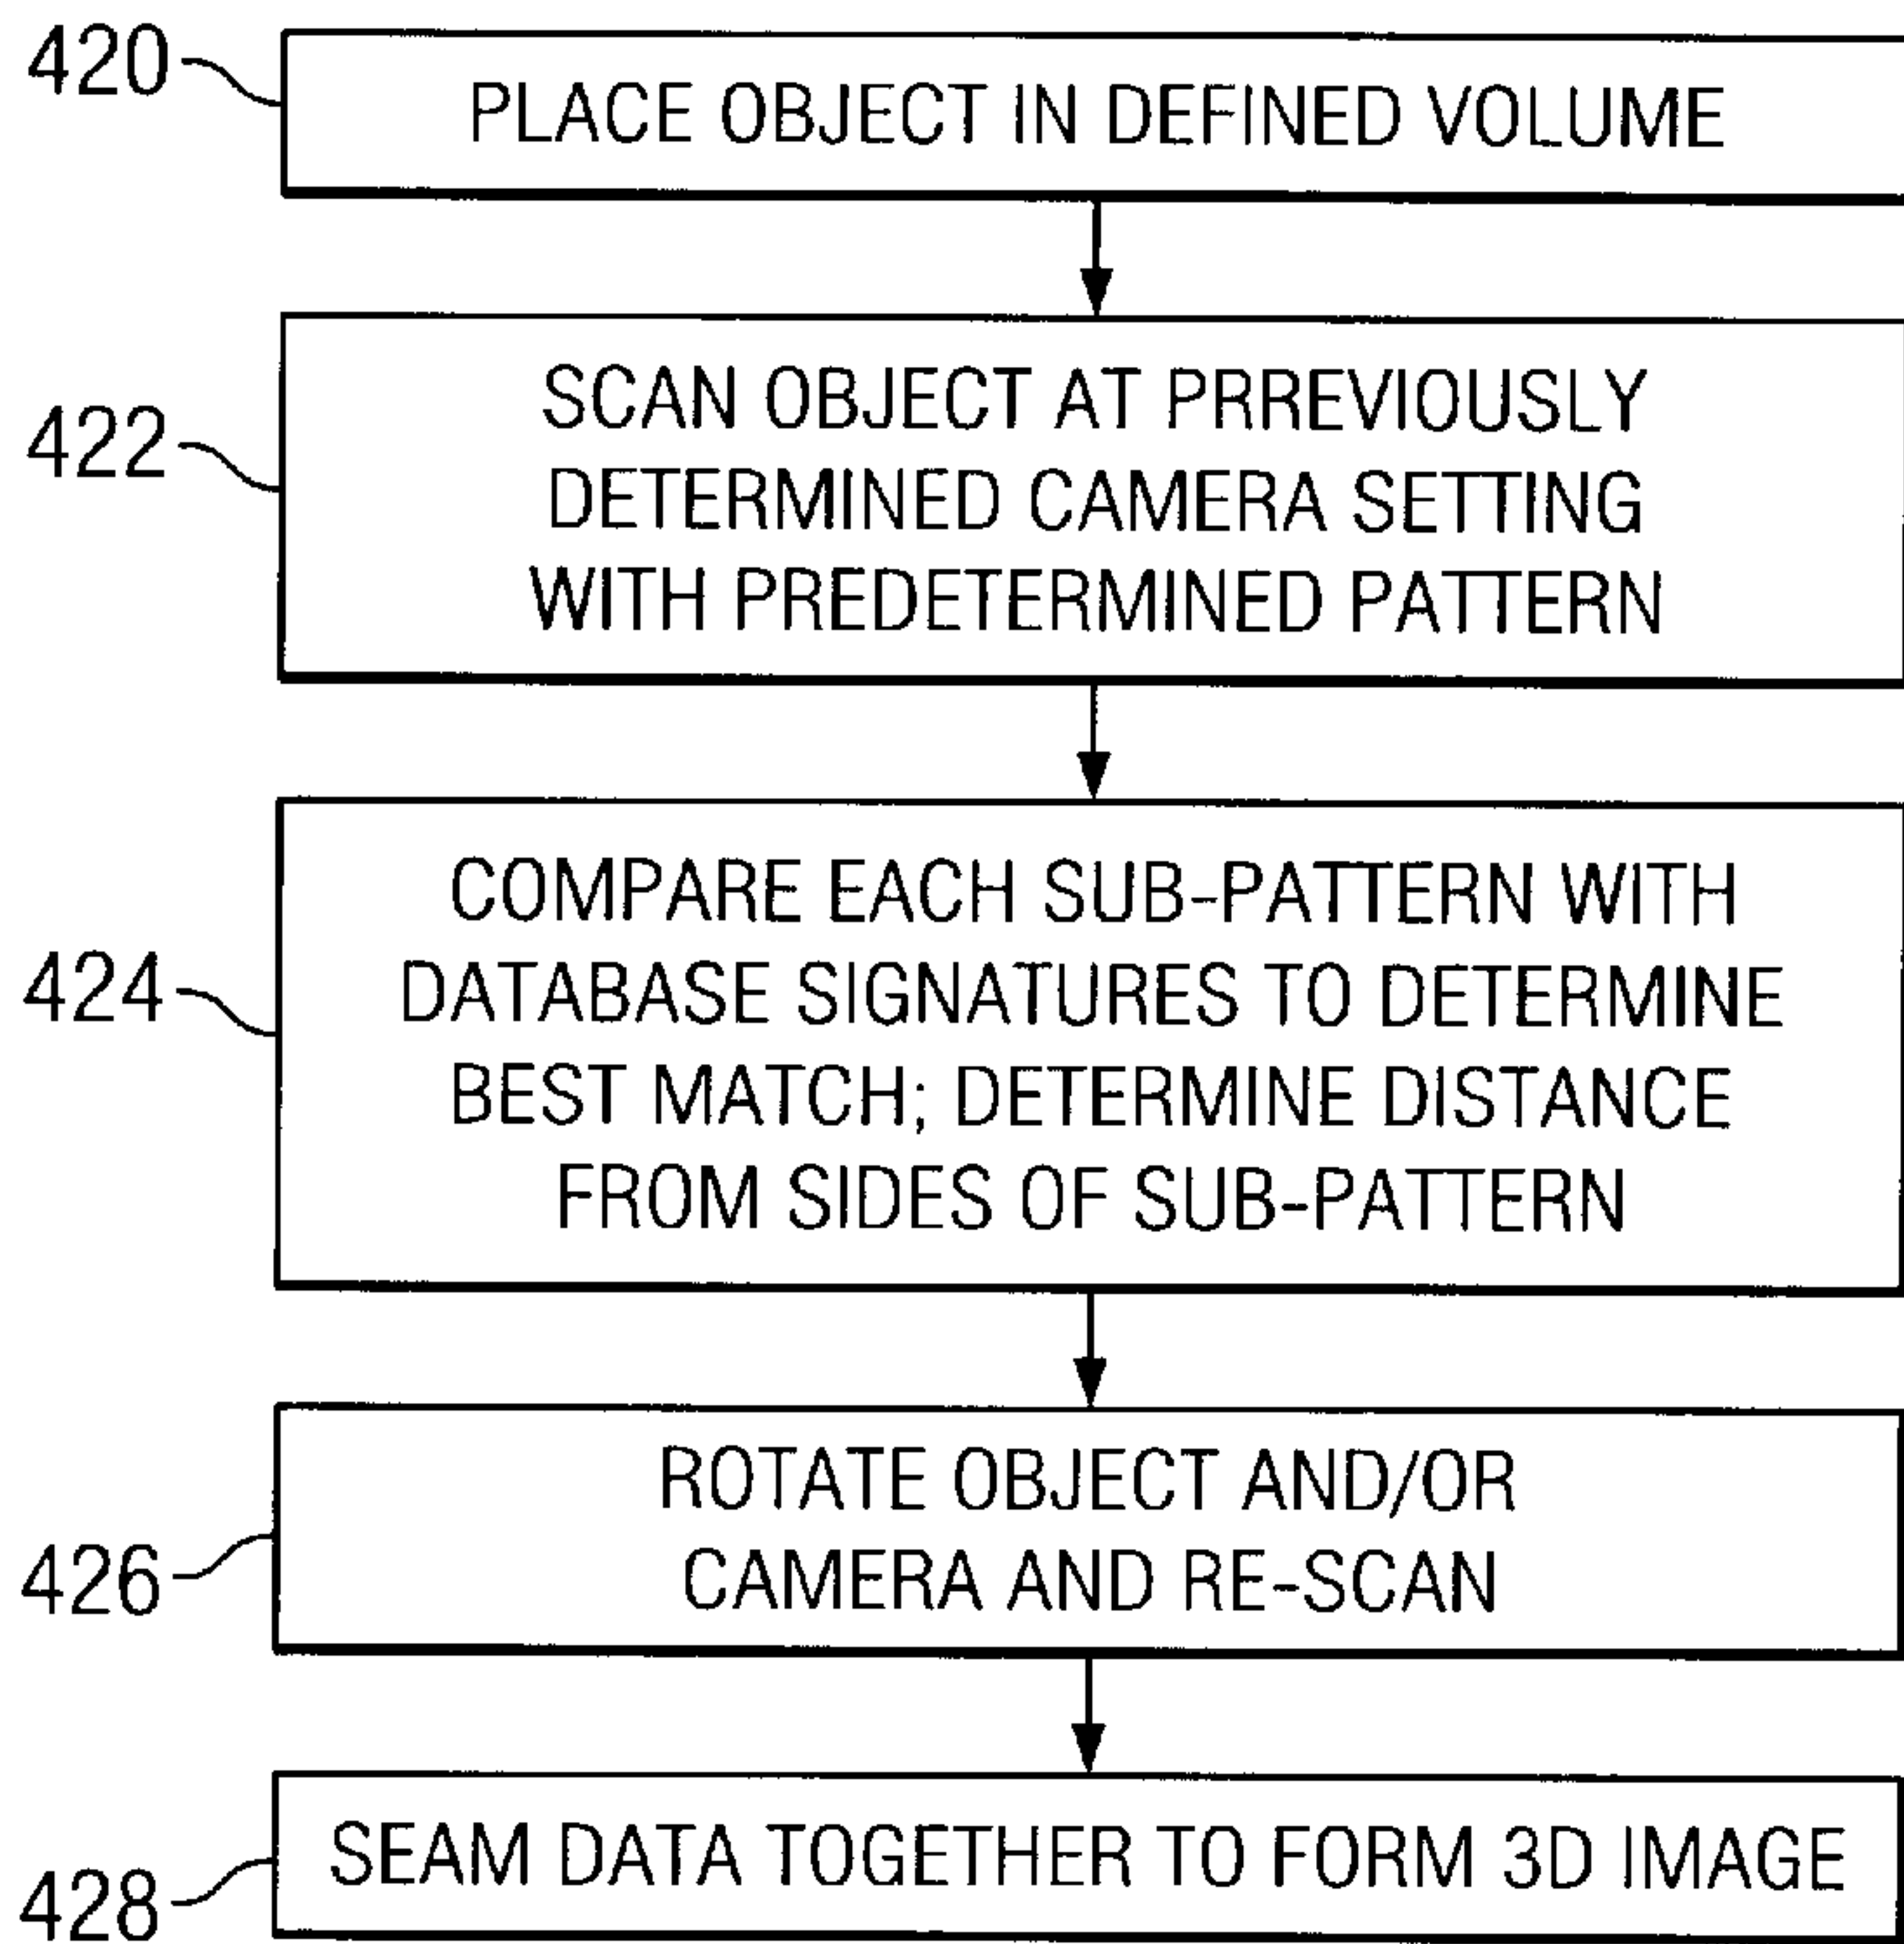 420
PLACE OBJECT IN DEFINED VOLUME
422
SCAN OBJECT AT PRREVIOUSLY
DETERMINED CAMERA SETTING
WITH PREDETERMINED PATTERN
424
COMPARE EACH SUB-PATTERN WITH
DATABASE SIGNATURES TO DETERMINE
BEST MATCH; DETERMINE DISTANCE
FROM SIDES OF SUB-PATTERN
426
ROTATE OBJECT AND/OR
CAMERA AND RE-SCAN
428
SEAM DATA TOGETHER TO FORM 3D IMAGE